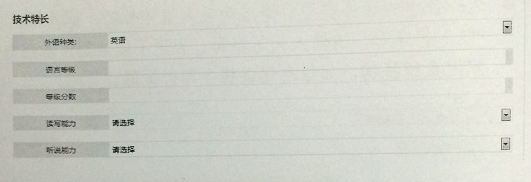 技术特长
外语种类: 英语
语言等级
等级分数
读写能力 请选择
听说能力 请选择